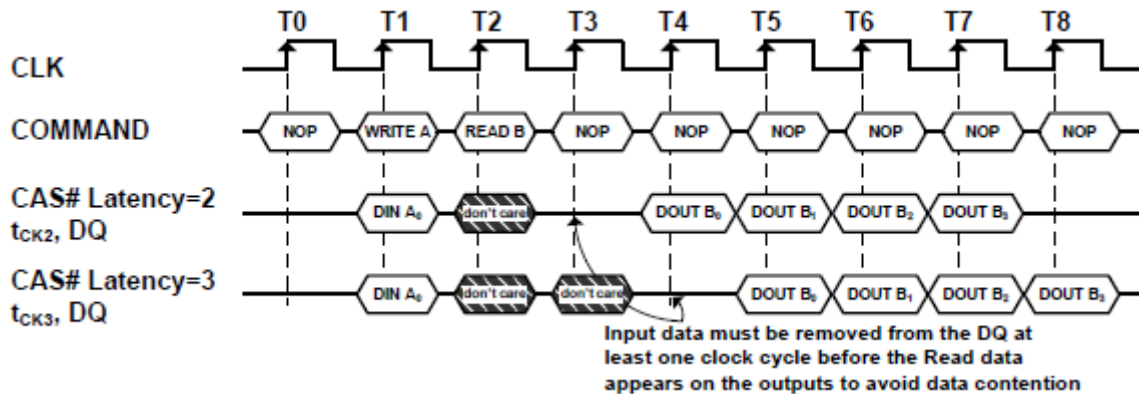 T0 T1 T2 T3 T4 T5 T6 T7 T8
CLK
COMMAND NOP WRITE A READ B NOP NOP NOP NOP NOP NOP
CAS# Latency=2
tCK2, DQ DIN A0 don't care DOUT B0 DOUT B1 DOUT B2 DOUT B3
CAS# Latency=3
tCK3, DQ DIN A0 don't care don't care DOUT B0 DOUT B1 DOUT B2 DOUT B3
Input data must be removed from the DQ at
least one clock cycle before the Read data
appears on the outputs to avoid data contention